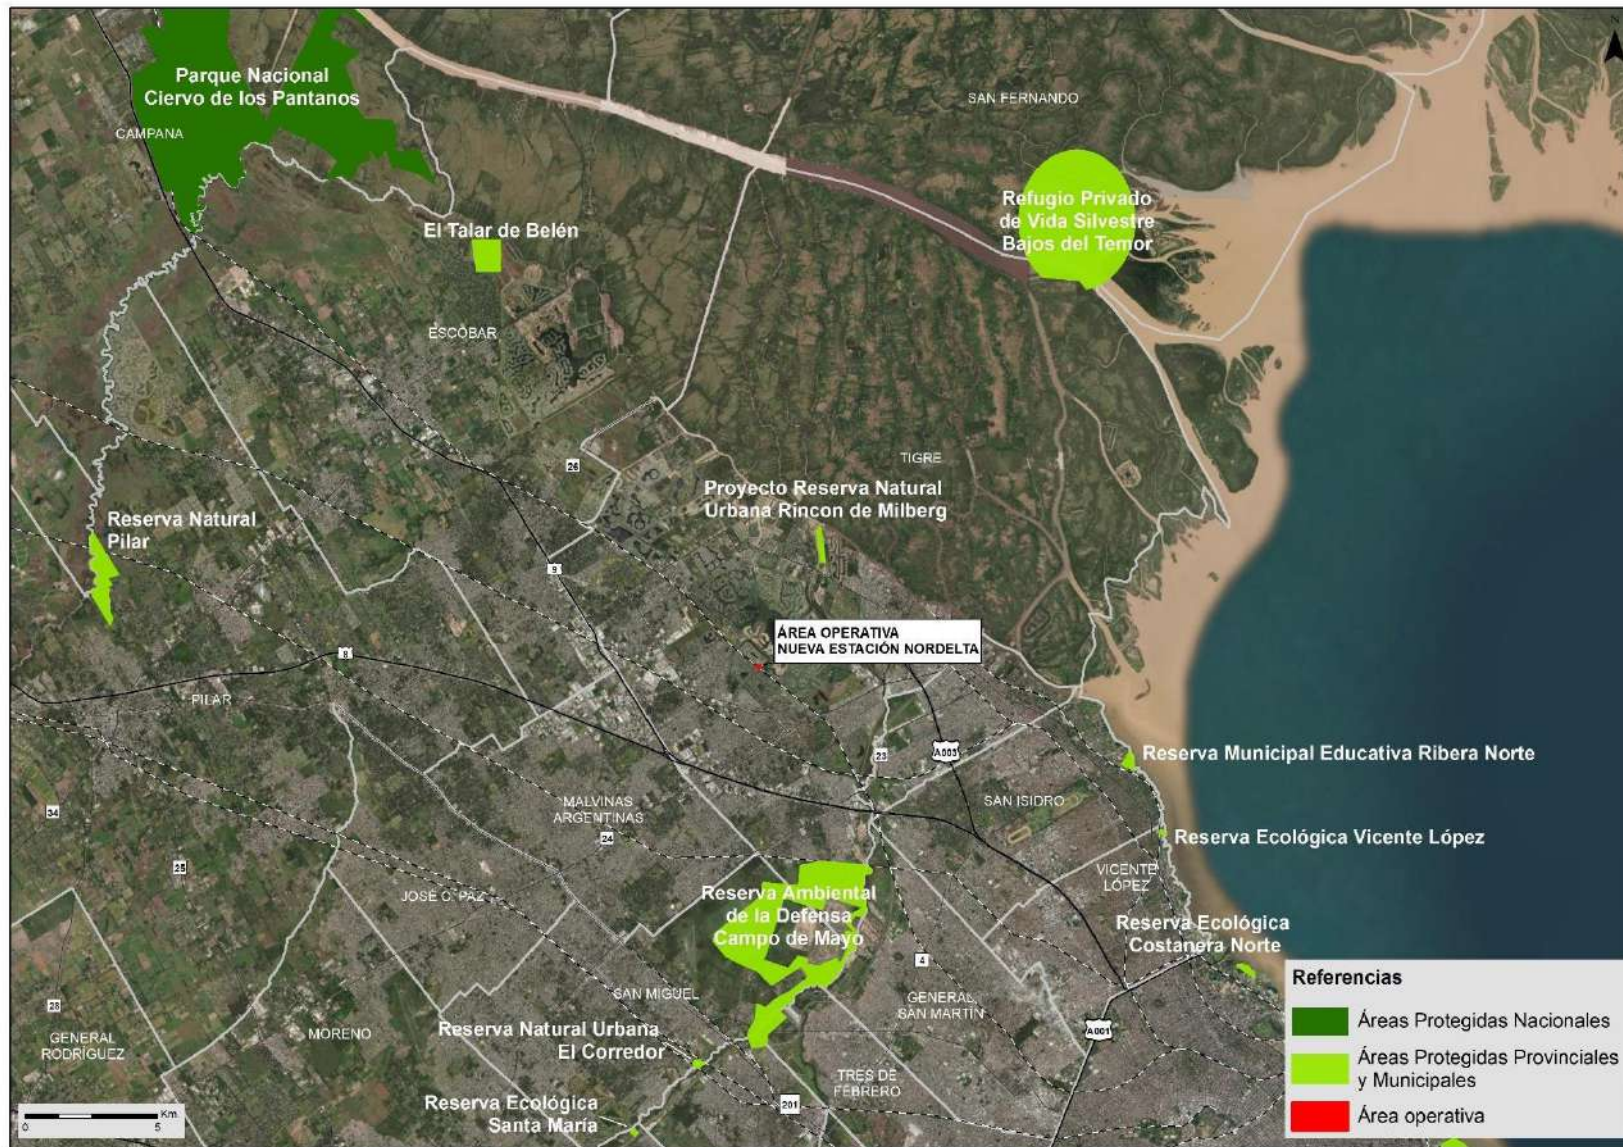 Parque Nacional
Ciervo de los Pantanos
SAN FERNANDO
CAMPANA
Refugio Privado
de Vida Silvestre
Bajos del Temor
El Talar de Belén
ESCOBAR
TIGRE
26
Proyecto Reserva Natural
Urbana Rincon de Milberg
Reserva Natural
Pilar
9
ÁREA OPERATIVA
NUEVA ESTACIÓN NORDELTA
8
PILAR
23
A003
Reserva Municipal Educativa Ribera Norte
MALVINAS
ARGENTINAS
SAN ISIDRO
34
24
Reserva Ecológica Vicente López
25
VICENTE
LÓPEZ
JOSÉ C. PAZ
Reserva Ambiental
de la Defensa
Campo de Mayo
Reserva Ecológica
Costanera Norte
4
SAN MIGUEL
GENERAL
SAN MARTÍN
28
GENERAL
RODRÍGUEZ
MORENO
Reserva Natural Urbana
El Corredor
A001
TRES DE
FEBRERO
201
Reserva Ecológica
Santa María
Km.
0 5
Referencias
Áreas Protegidas Nacionales
Áreas Protegidas Provinciales
y Municipales
Área operativa